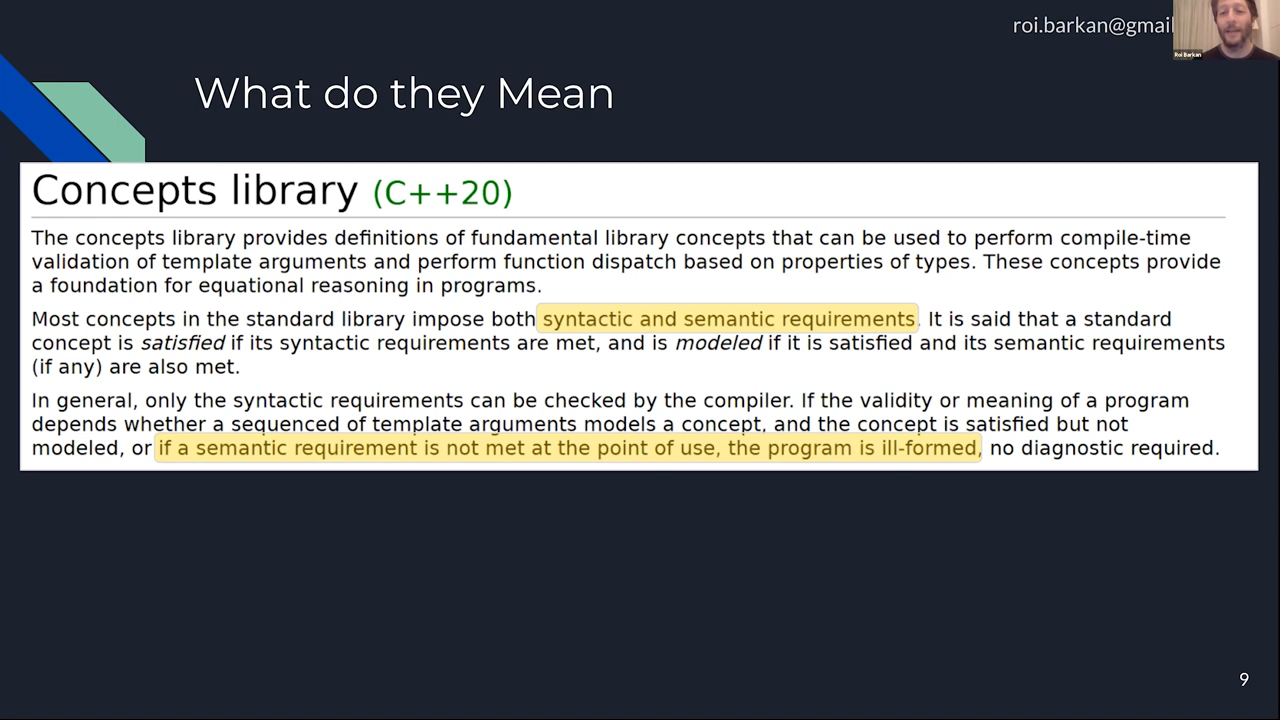 roi.barkan@gmail
Roi Barkan
What do they Mean
Concepts library (C++20)
The concepts library provides definitions of fundamental library concepts that can be used to perform compile-time
validation of template arguments and perform function dispatch based on properties of types. These concepts provide
a foundation for equational reasoning in programs.
Most concepts in the standard library impose both syntactic and semantic requirements. It is said that a standard
concept is satisfied if its syntactic requirements are met, and is modeled if it is satisfied and its semantic requirements
(if any) are also met.
In general, only the syntactic requirements can be checked by the compiler. If the validity or meaning of a program
depends whether a sequenced of template arguments models a concept, and the concept is satisfied but not
modeled, or if a semantic requirement is not met at the point of use, the program is ill-formed, no diagnostic required.
9